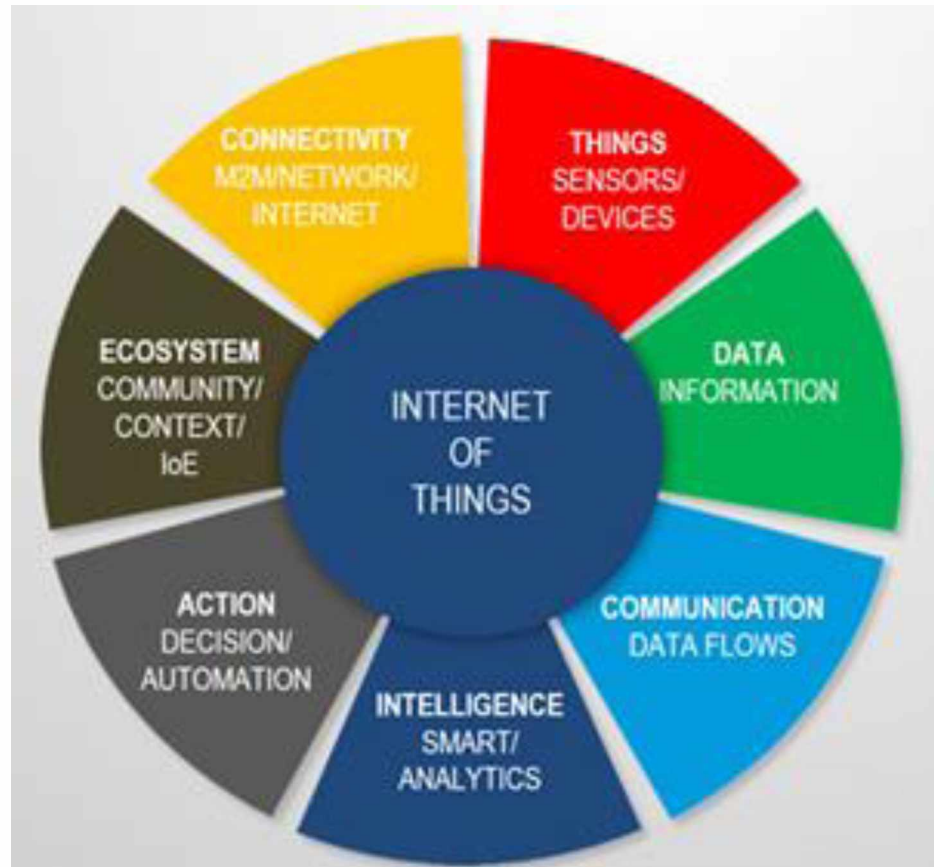 CONNECTIVITY
M2M/NETWORK/
INTERNET
THINGS
SENSORS/
DEVICES
DATA
INFORMATION
COMMUNICATION
DATA FLOWS
INTELLIGENCE
SMART/
ANALYTICS
ACTION
DECISION/
AUTOMATION
ECOSYSTEM
COMMUNITY/
CONTEXT/
IoE
INTERNET
OF
THINGS